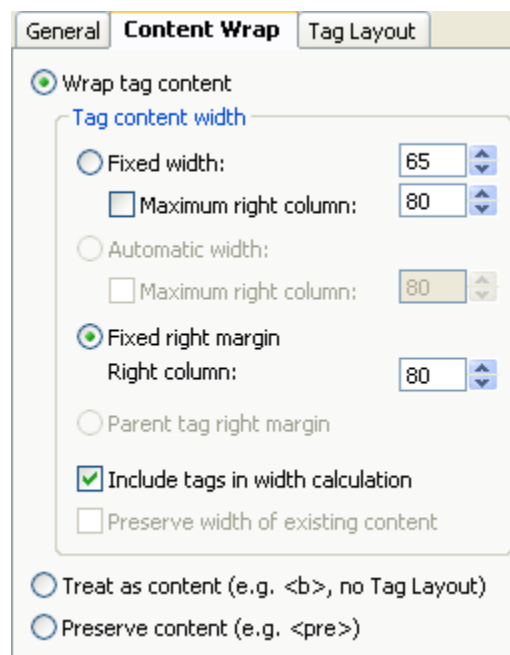 General Content Wrap Tag Layout
Wrap tag content
Tag content width
Fixed width: 65
Maximum right column: 80
Automatic width:
Maximum right column: 80
Fixed right margin
Right column: 80
Parent tag right margin
Include tags in width calculation
Preserve width of existing content
Treat as content (e.g. <b>, no Tag Layout)
Preserve content (e.g. <pre>)